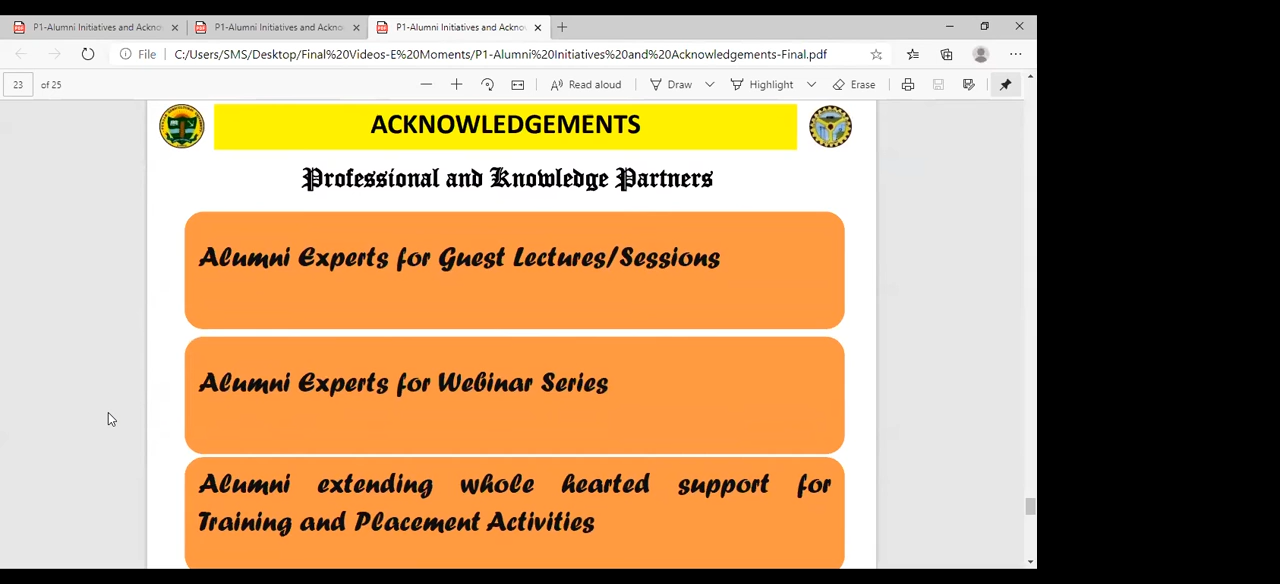 P1-Alumni Initiatives and Ackno
P1-Alumni Initiatives and Ackno
P1-Alumni Initiatives and Ackno
File
C:/Users/SMS/Desktop/Final%20Videos-E%20Moments/P1-Alumni%20Initiatives%20and%20Acknowledgements-Final.pdf
23 of 25
Read aloud
Draw
Highlight
Erase
ACKNOWLEDGEMENTS
Professional and Knowledge Partners
Alumni Experts for Guest Lectures/Sessions
Alumni Experts for Webinar Series
Alumni extending whole hearted support for
Training and Placement Activities